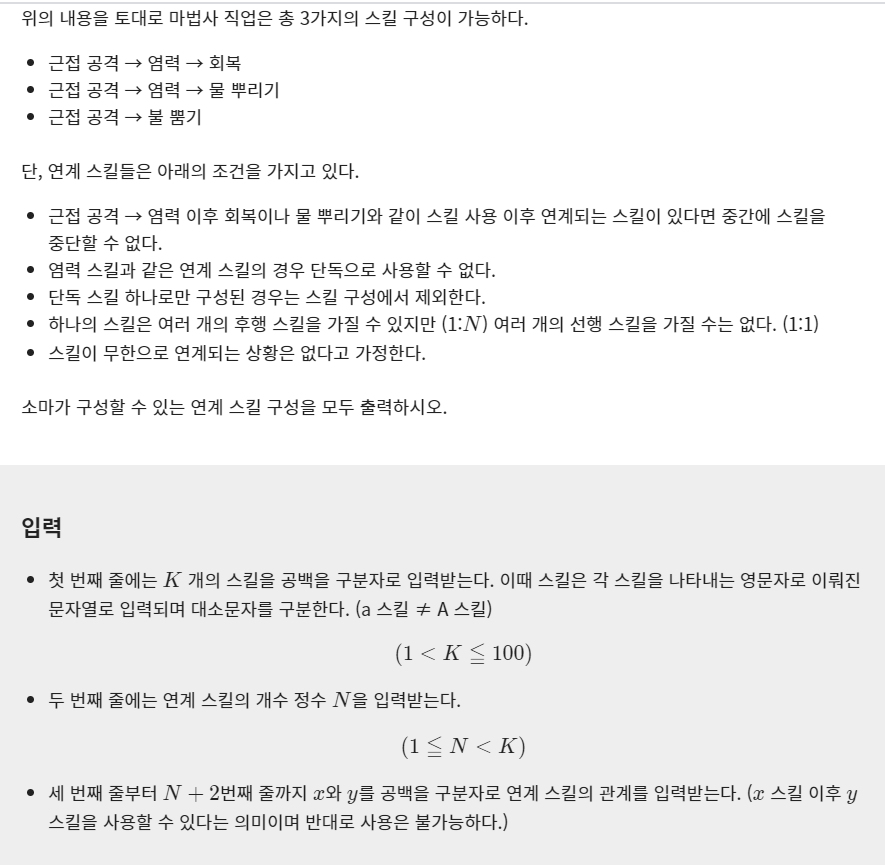 위의 내용을 토대로 마법사 직업은 총 3가지의 스킬 구성이 가능하다.
• 근접 공격 → 염력 → 회복
• 근접 공격 → 염력 → 물 뿌리기
• 근접 공격 → 불 뿜기
단, 연계 스킬들은 아래의 조건을 가지고 있다.
• 근접 공격 → 염력 이후 회복이나 물 뿌리기와 같이 스킬 사용 이후 연계되는 스킬이 있다면 중간에 스킬을
중단할 수 없다.
• 염력 스킬과 같은 연계 스킬의 경우 단독으로 사용할 수 없다.
• 단독 스킬 하나로만 구성된 경우는 스킬 구성에서 제외한다.
• 하나의 스킬은 여러 개의 후행 스킬을 가질 수 있지만 (1:N) 여러 개의 선행 스킬을 가질 수는 없다. (1:1)
• 스킬이 무한으로 연계되는 상황은 없다고 가정한다.
소마가 구성할 수 있는 연계 스킬 구성을 모두 출력하시오.
입력
• 첫 번째 줄에는 K 개의 스킬을 공백을 구분자로 입력받는다. 이때 스킬은 각 스킬을 나타내는 영문자로 이뤄진
문자열로 입력되며 대소문자를 구분한다. (a 스킬 ≠ A 스킬)
(1 < K ≦ 100)
• 두 번째 줄에는 연계 스킬의 개수 정수 N을 입력받는다.
(1 ≦ N < K)
• 세 번째 줄부터 N + 2번째 줄까지 x와 y를 공백을 구분자로 연계 스킬의 관계를 입력받는다. (x 스킬 이후 y
스킬을 사용할 수 있다는 의미이며 반대로 사용은 불가능하다.)